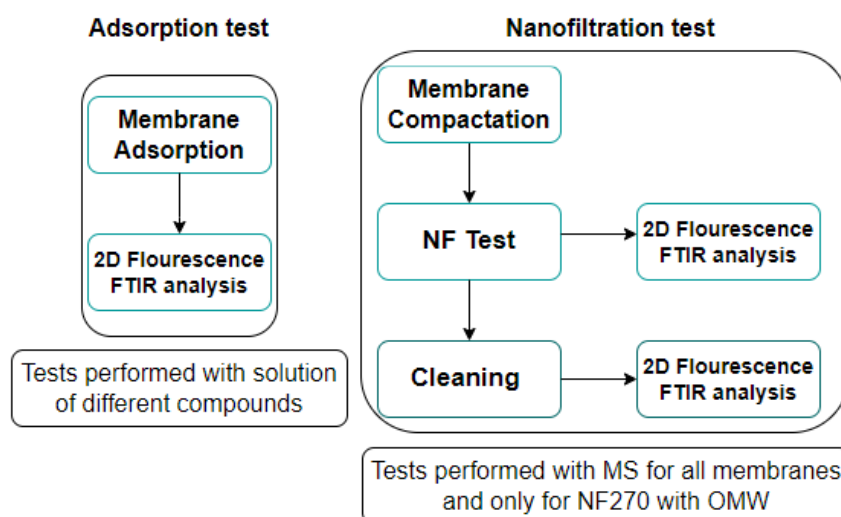 Adsorption test
Membrane
Adsorption
2D Flourescence
FTIR analysis
Tests performed with solution
of different compounds
Nanofiltration test
Membrane
Compactation
NF Test
2D Flourescence
FTIR analysis
Cleaning
2D Flourescence
FTIR analysis
Tests performed with MS for all membranes
and only for NF270 with OMW